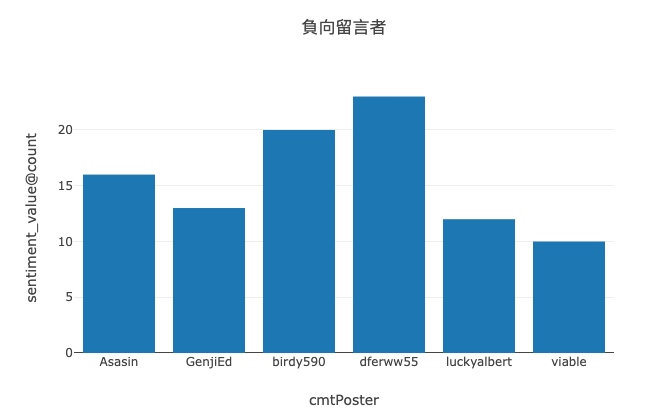 負向留言者
sentiment_value@count
20
15
10
5
0
Asasin GenjiEd birdy590 dferww55 luckyalbert viable
cmtPoster